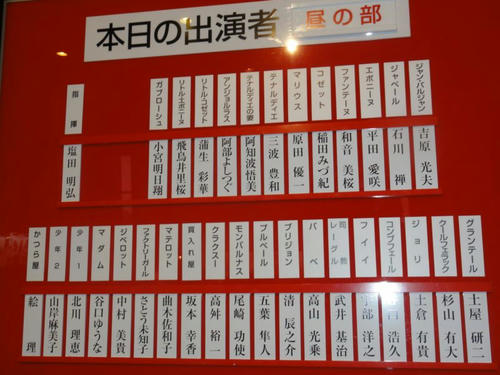 本日の出演者 昼の部
ジャン・バルジャン 吉原 光夫
ジャベール 石川 禅
エポニーヌ 平田 愛咲
ファンテーヌ 和音 美桜
コゼット 稲田 みづ紀
マリウス 原田 優一
テナルディエ 三波 豊和
テナルディエの妻 阿知波 悟美
アンジョルラス 阿部 よしつぐ
リトル・コゼット 蒲生 彩華
リトル・エポニーヌ 飛鳥井 里桜
ガブローシュ 小宮 明日翔
指揮 塩田 明弘
グランテール 土屋 研二
クールフェラック 杉山 有大
ジョリ 土倉 有貴
コンブフェール 浩久
フイイ 洋之
司教 レーグル 武井 基治
バベ 高山 光乗
ブリジョン 清 辰之介
プルベール 五葉 隼人
モンパルナス 尾崎 功使
クラクスー 高舛 裕一
買入れ屋 坂本 幸香
マテロット 曲木 佐和子
ファクトリーガール さとう 未知子
ジベロット 中村 美貴
マダム 谷口 ゆうな
少年1 北川 理恵
少年2 山岸 麻美子
かつら屋 絵理